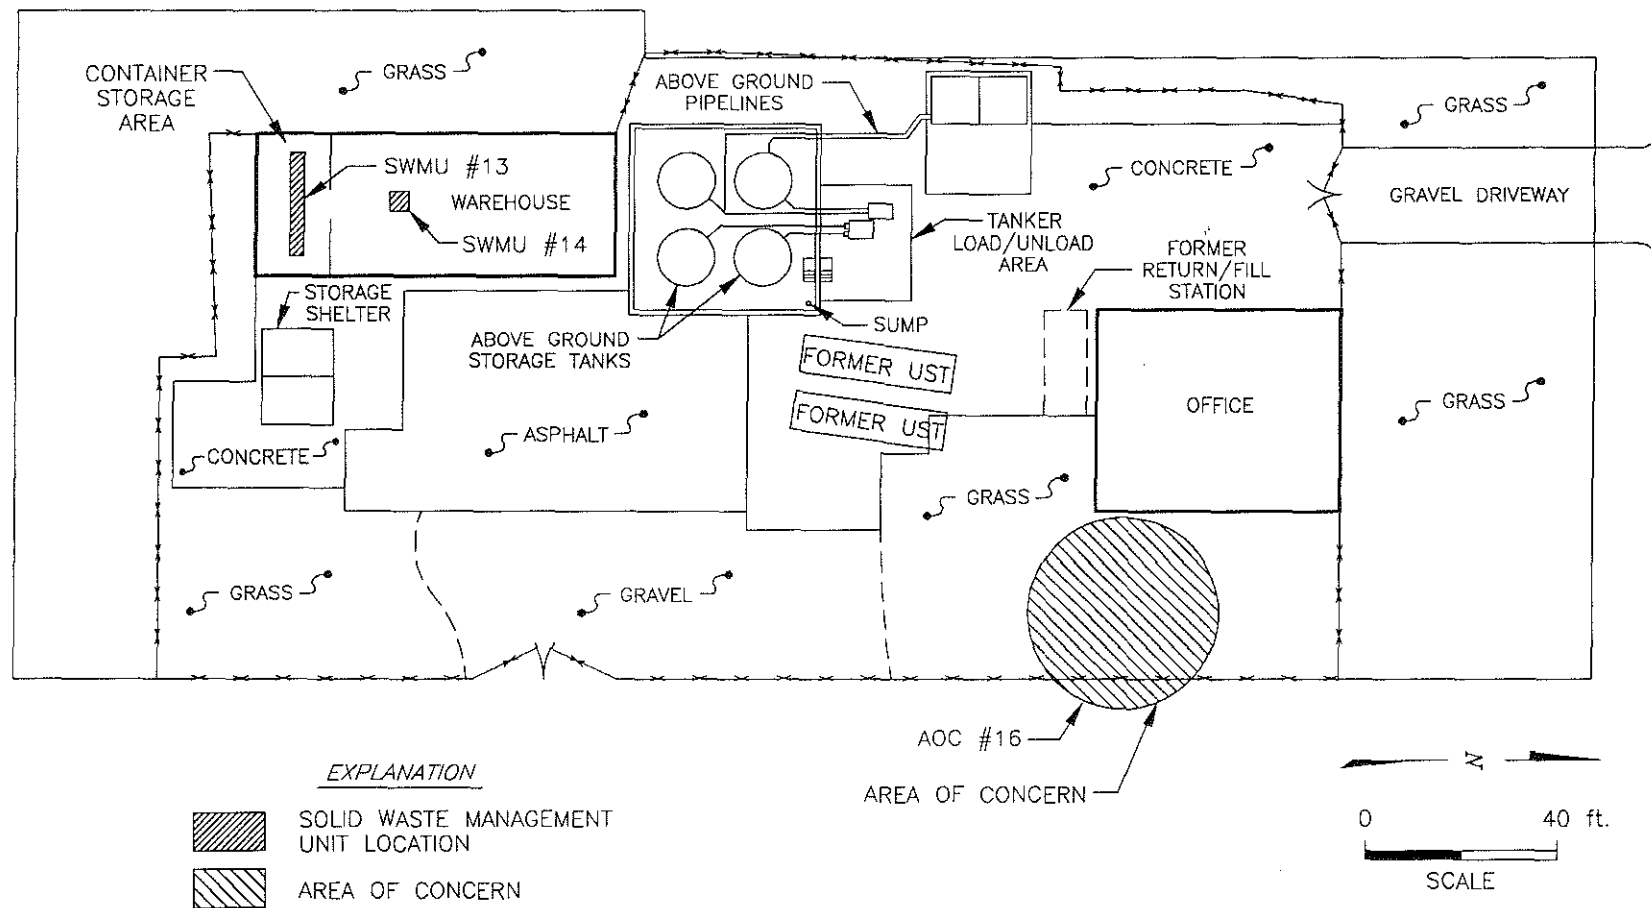 GRASS
CONTAINER
STORAGE
AREA
ABOVE GROUND
PIPELINES
GRASS
SWMU #13
WAREHOUSE
SWMU #14
CONCRETE
GRAVEL DRIVEWAY
TANKER
LOAD/UNLOAD
AREA
FORMER
RETURN/FILL
STATION
STORAGE
SHELTER
SUMP
ABOVE GROUND
STORAGE TANKS
FORMER UST
FORMER UST
OFFICE
GRASS
ASPHALT
CONCRETE
GRASS
GRASS
GRAVEL
AOC #16
AREA OF CONCERN
N
EXPLANATION
SOLID WASTE MANAGEMENT
UNIT LOCATION
AREA OF CONCERN
0 40 ft.
SCALE